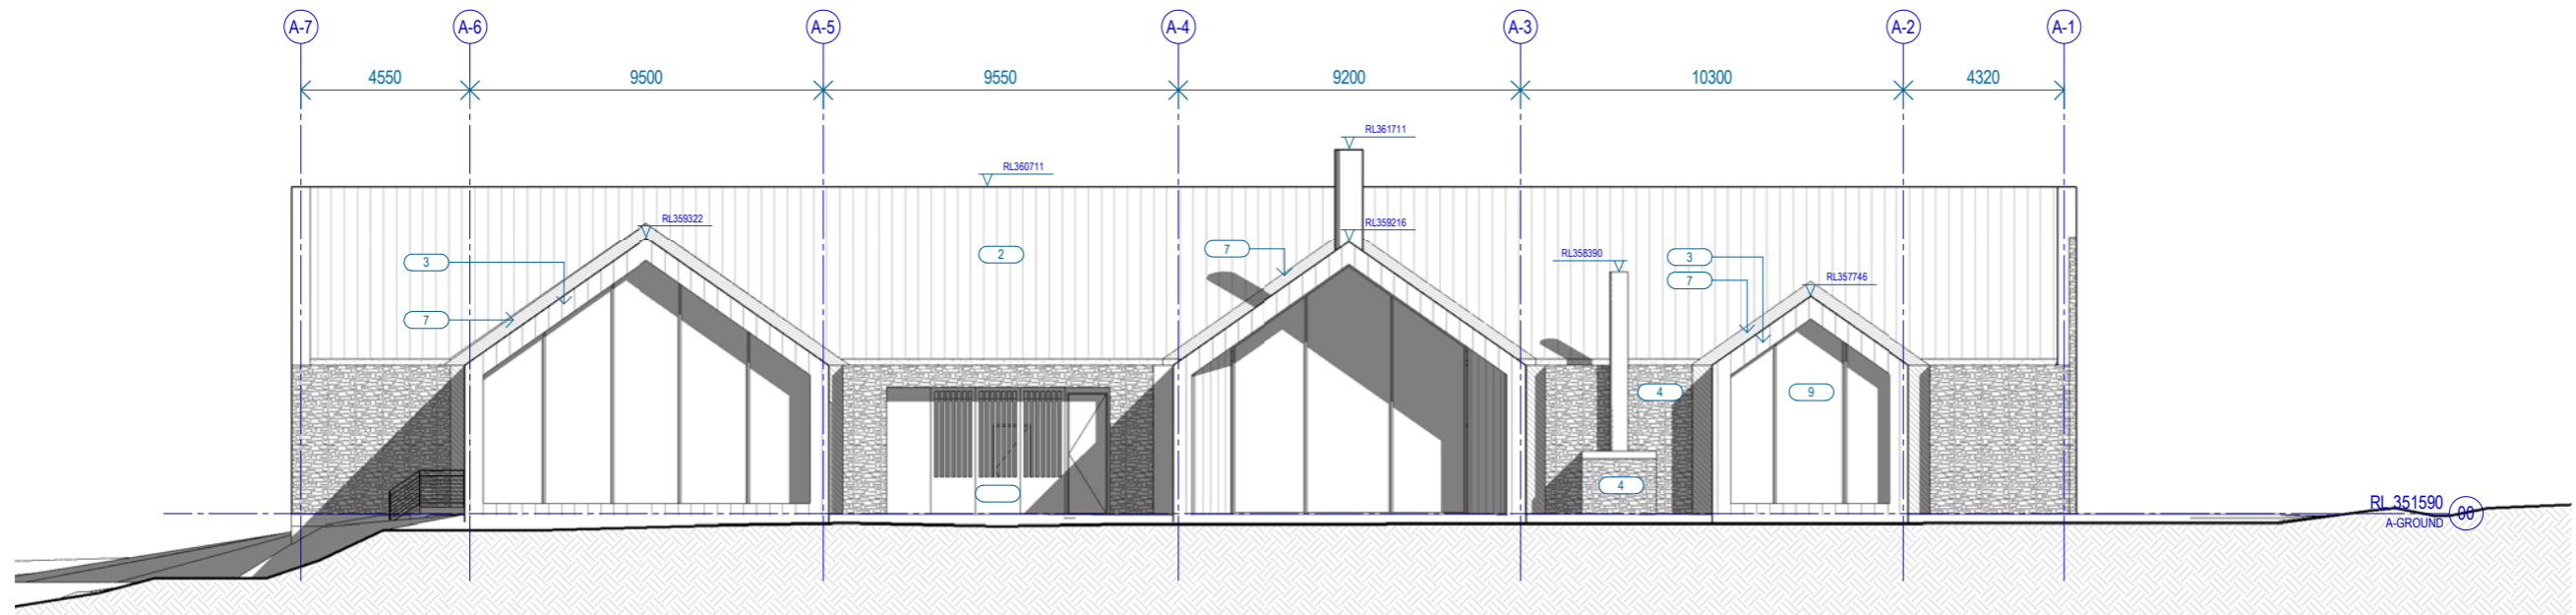 A-7 A-6 A-5 A-4 A-3 A-2 A-1
4550 9500 9550 9200 10300 4320
RL361711
RL360711
RL359322
RL359216
RL358390
RL357746
3
2
7
3
7
7
4
9
4
RL 351590
A-GROUND
00